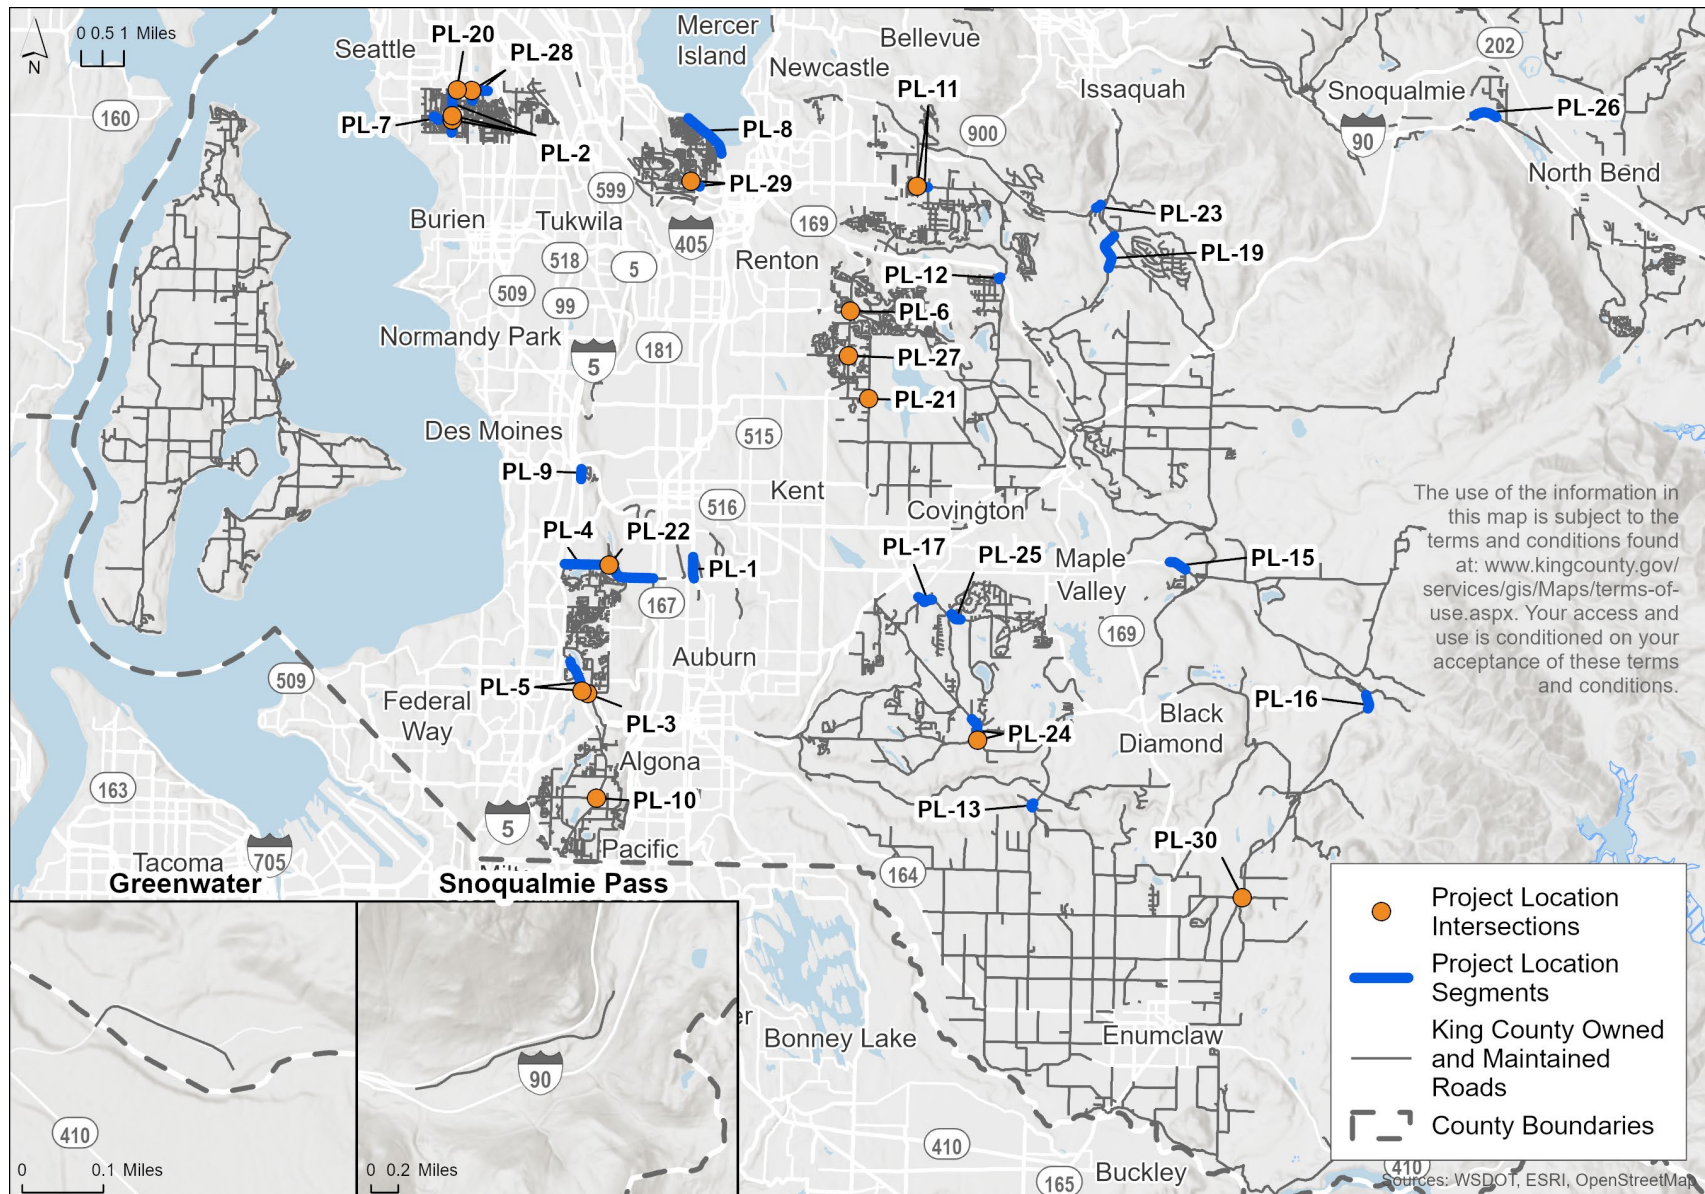 0 0.5 1 Miles
N
Seattle
PL-20
PL-28
Mercer
Island
Bellevue
Newcastle
PL-11
Issaquah
202
Snoqualmie
PL-26
90
North Bend
160
PL-7
PL-2
PL-8
900
599
PL-29
Burien
Tukwila
405
169
PL-23
518
5
Renton
PL-19
509
99
PL-12
PL-6
Normandy Park
181
5
PL-27
PL-21
Des Moines
515
PL-9
Kent
516
Covington
PL-4
PL-22
PL-1
PL-17
PL-25
Maple
Valley
PL-15
167
169
The use of the information in
this map is subject to the
terms and conditions found
at: www.kingcounty.gov/
services/gis/Maps/terms-of-
use.aspx. Your access and
use is conditioned on your
acceptance of these terms
and conditions.
Auburn
509
PL-5
Federal
Way
PL-3
PL-24
Black
Diamond
PL-16
Algona
163
PL-10
PL-13
5
Pacific
PL-30
Tacoma
705
164
Greenwater
Snoqualmie Pass
410
0 0.1 Miles
90
0 0.2 Miles
Bonney Lake
Enumclaw
410
165
Buckley
410
Project Location
Intersections
Project Location
Segments
King County Owned
and Maintained
Roads
County Boundaries
Sources: WSDOT, ESRI, OpenStreetMap